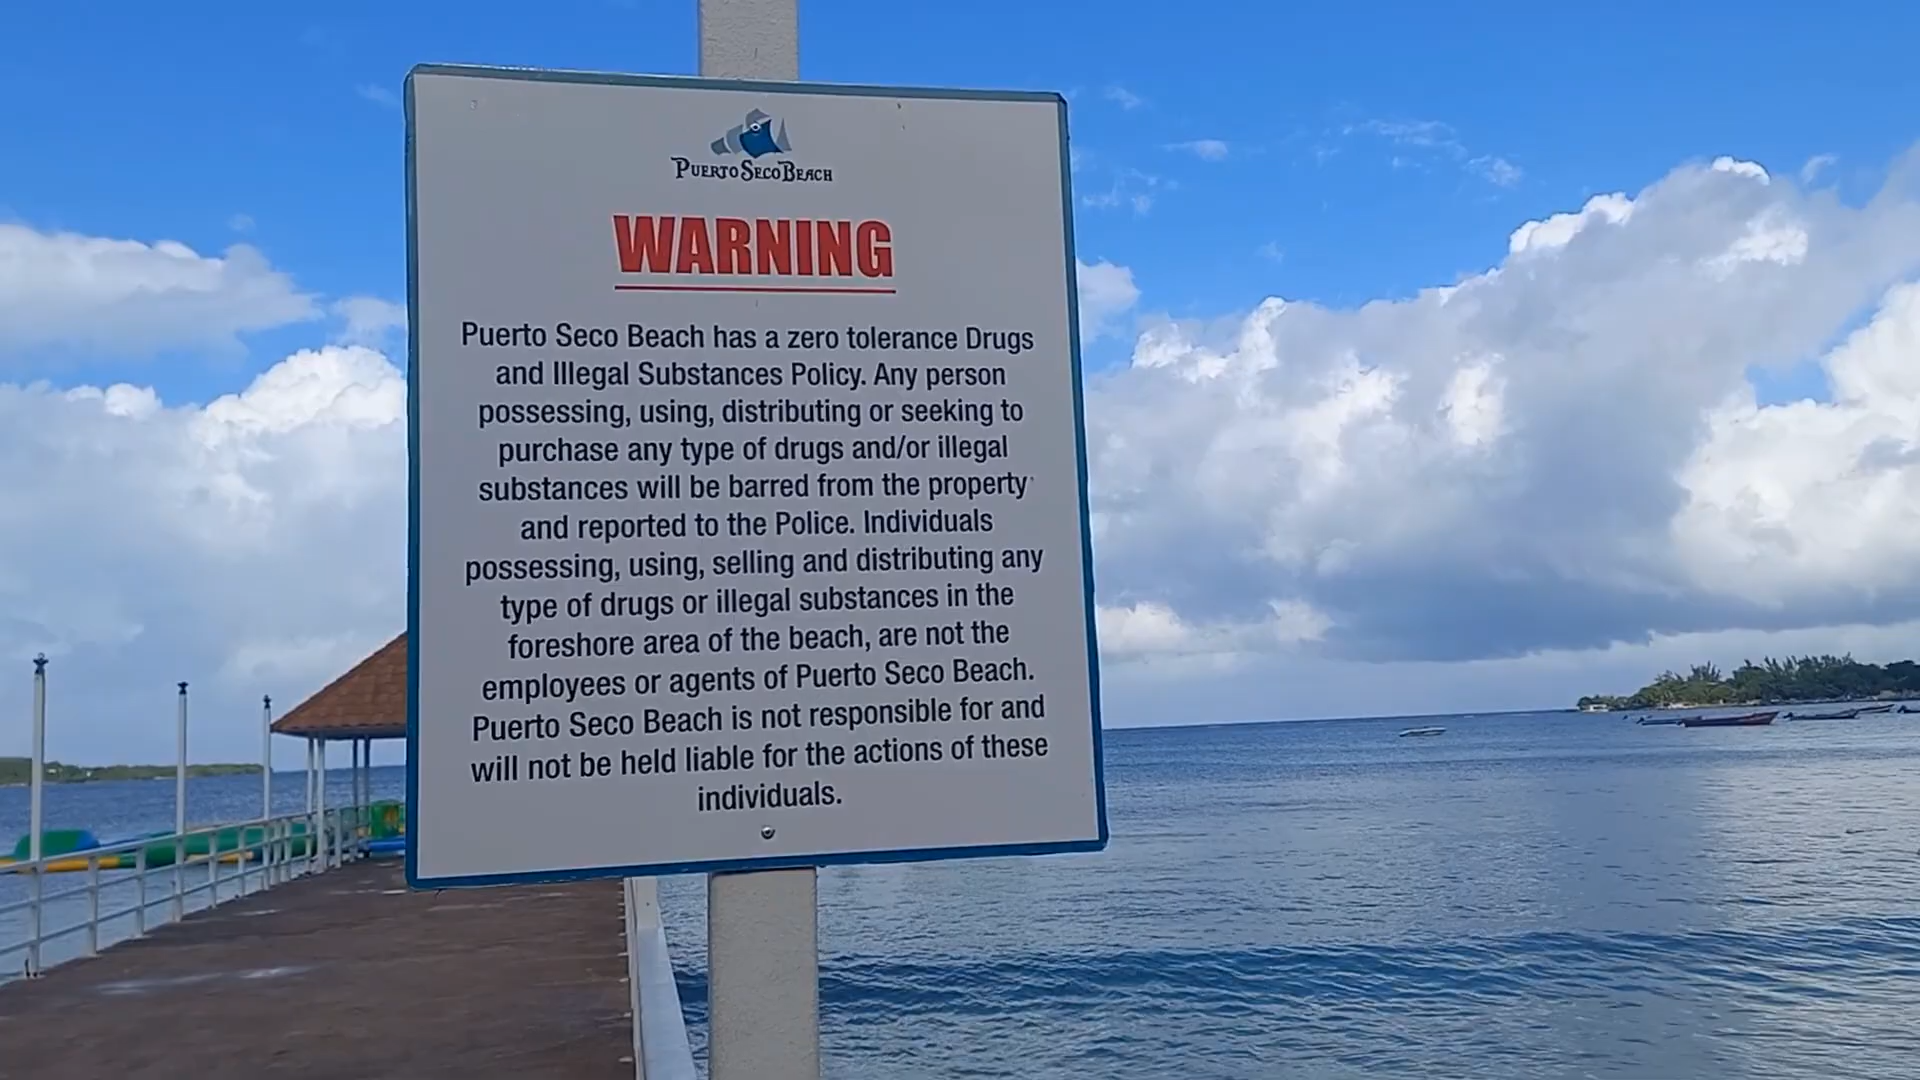 Puerto Seco Beach
WARNING
Puerto Seco Beach has a zero tolerance Drugs
and Illegal Substances Policy. Any person
possessing, using, distributing or seeking to
purchase any type of drugs and/or illegal
substances will be barred from the property
and reported to the Police. Individuals
possessing, using, selling and distributing any
type of drugs or illegal substances in the
foreshore area of the beach, are not the
employees or agents of Puerto Seco Beach.
Puerto Seco Beach is not responsible for and
will not be held liable for the actions of these
individuals.